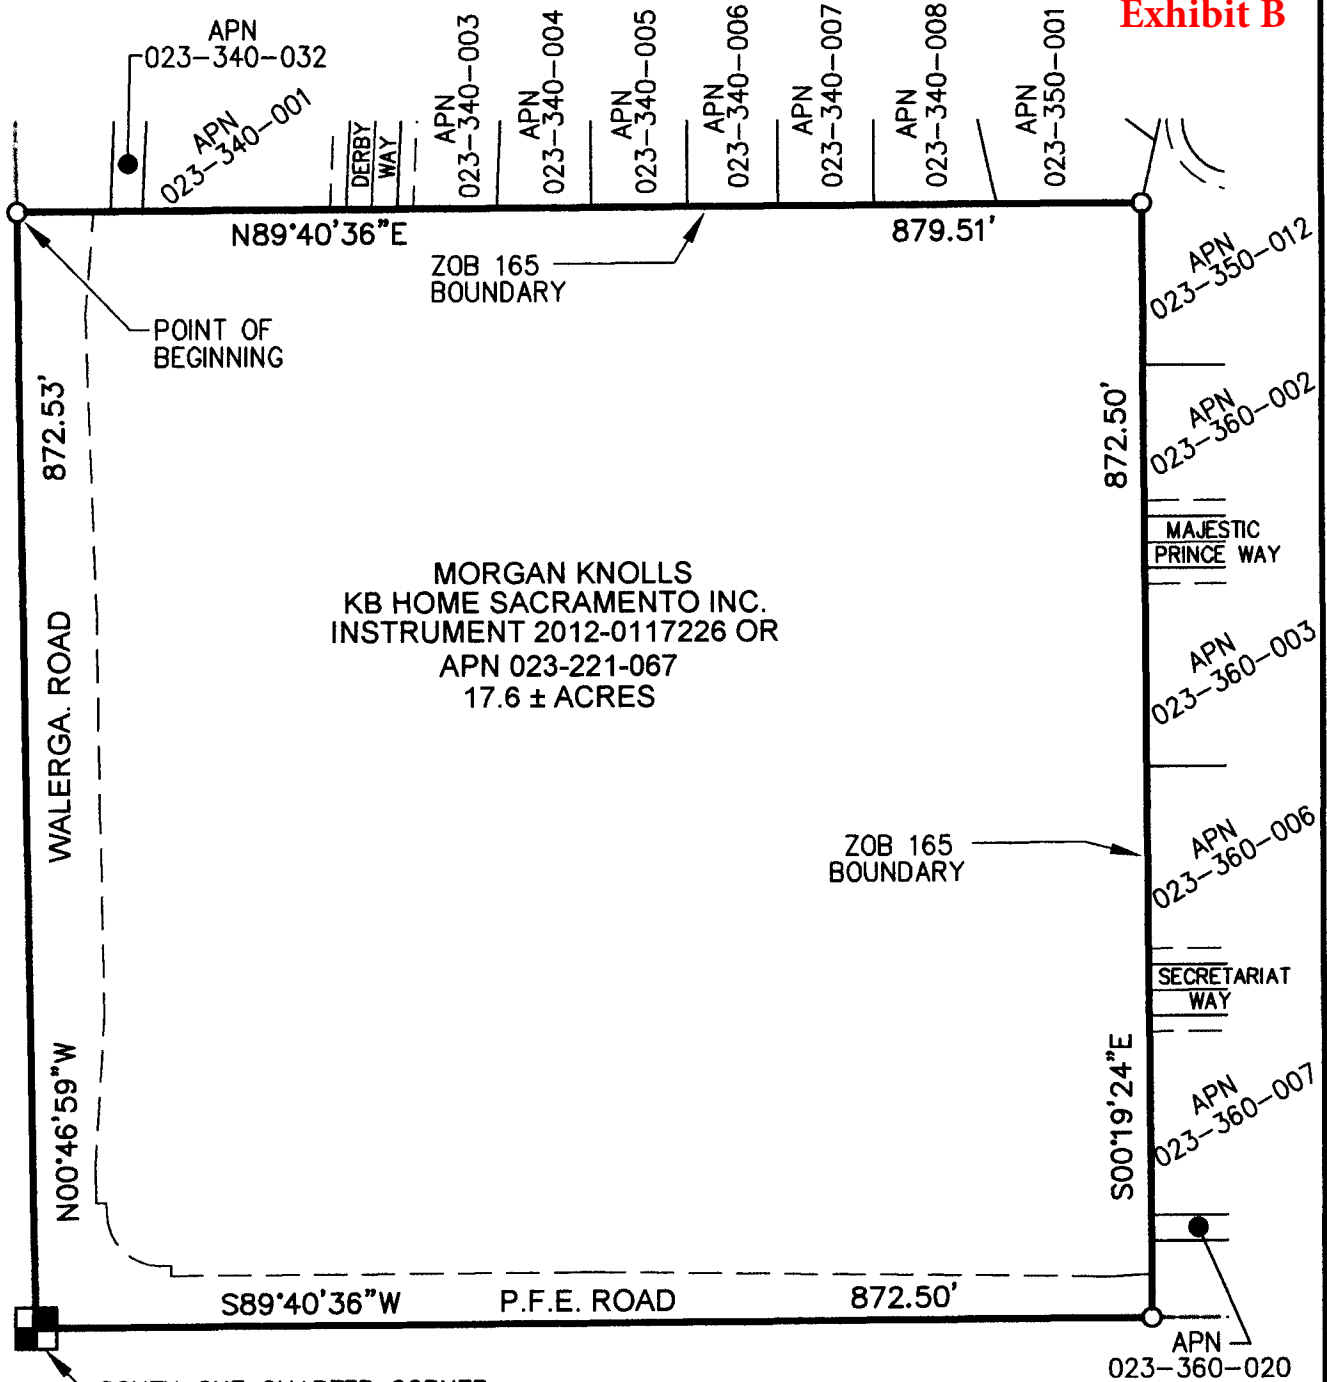 Exhibit B
APN
023-340-032
APN
023-340-001
DERBY
WAY
APN
023-340-003
APN
023-340-004
APN
023-340-005
APN
023-340-006
APN
023-340-007
APN
023-340-008
APN
023-350-001
N89°40'36"E
879.51'
ZOB 165
BOUNDARY
POINT OF
BEGINNING
APN
023-350-012
872.53'
872.50'
APN
023-360-002
MAJESTIC
PRINCE WAY
MORGAN KNOLLS
KB HOME SACRAMENTO INC.
INSTRUMENT 2012-0117226 OR
APN 023-221-067
17.6 ± ACRES
WALERGA. ROAD
APN
023-360-003
ZOB 165
BOUNDARY
APN
023-360-006
SECRETARIAT
WAY
N00°46'59"W
S00°19'24"E
APN
023-360-007
S89°40'36"W
P.F.E. ROAD
872.50'
APN
023-360-020